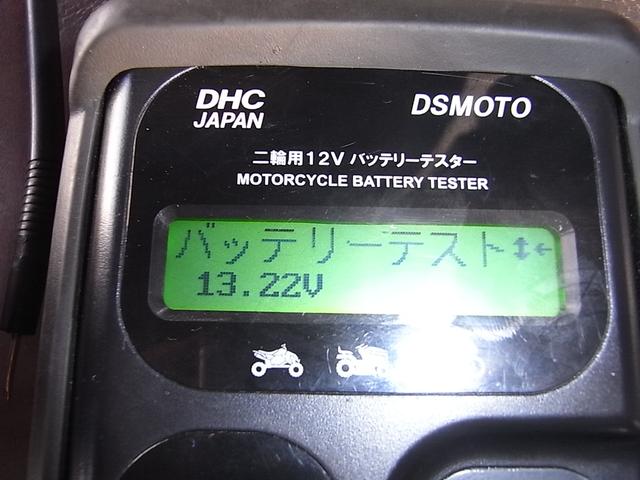 DHC
JAPAN
DSMOTO
二輪用12V バッテリーテスター
MOTORCYCLE BATTERY TESTER
バッテリーテスト↕←
13.22V